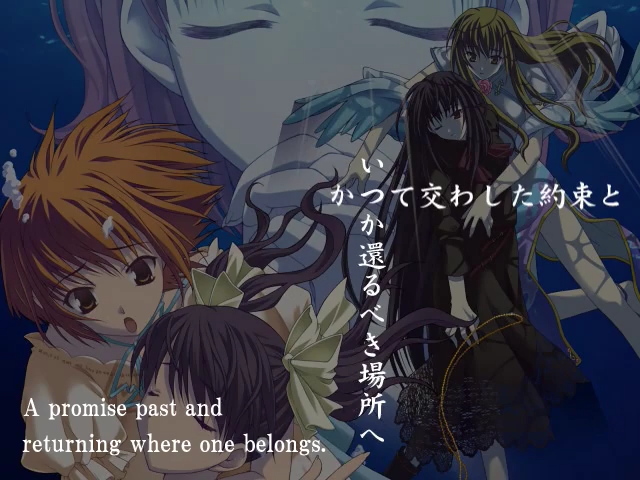 かつて交わした約束と
いつか還るべき場所へ
A promise past and
returning where one belongs.